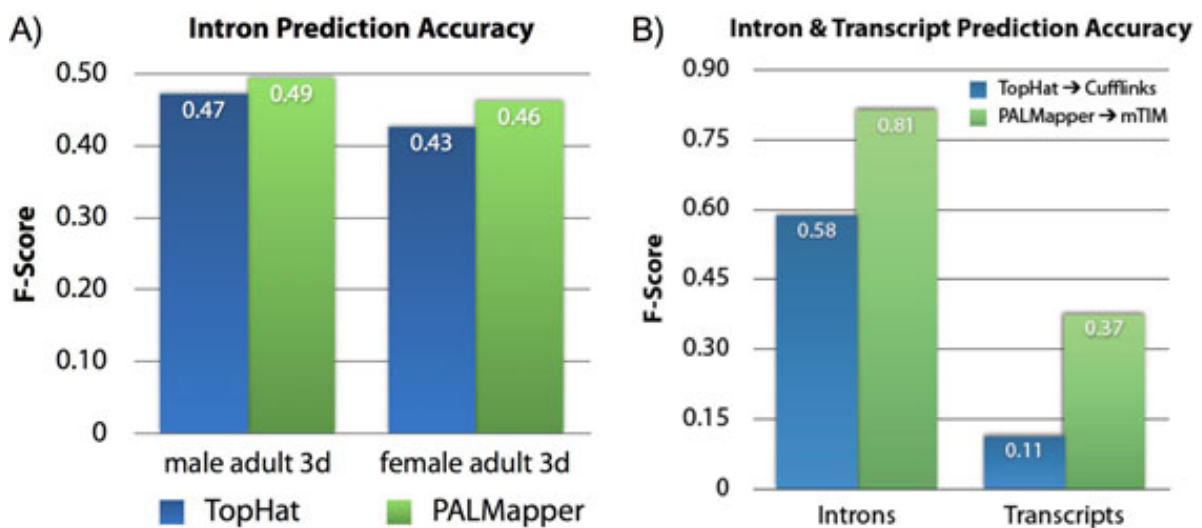 A)
Intron Prediction Accuracy
F-Score
0.50
0.40
0.30
0.20
0.10
0
0.47
0.49
0.43
0.46
male adult 3d
female adult 3d
TopHat
PALMapper
B)
Intron & Transcript Prediction Accuracy
F-Score
0.90
0.75
0.60
0.45
0.30
0.15
0
TopHat → Cufflinks
PALMapper → mTIM
0.58
0.81
0.11
0.37
Introns
Transcripts